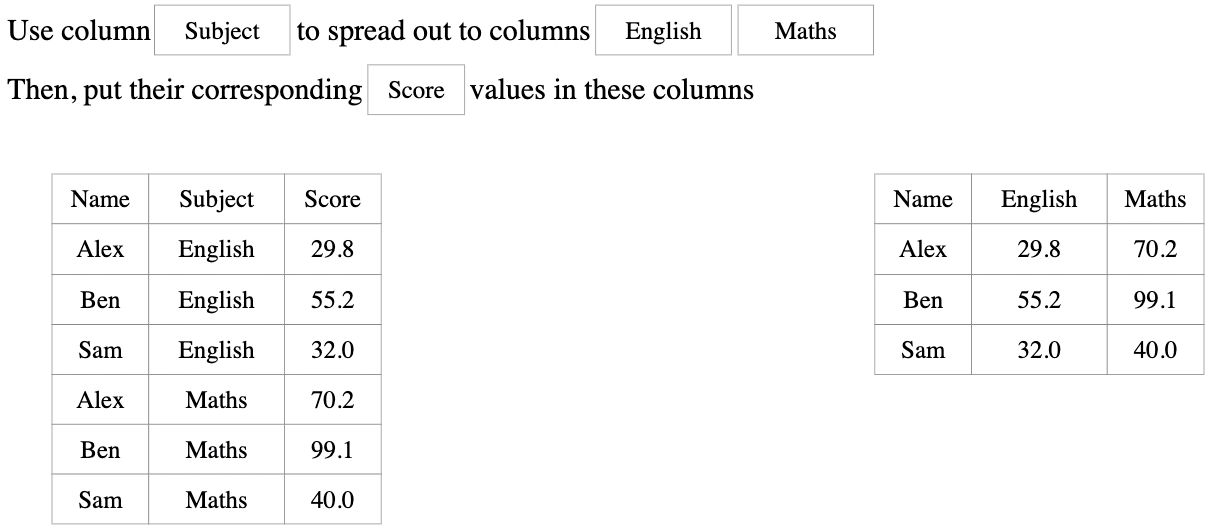 Use column Subject to spread out to columns English Maths
Then, put their corresponding Score values in these columns
Name Subject Score
Alex English 29.8
Ben English 55.2
Sam English 32.0
Alex Maths 70.2
Ben Maths 99.1
Sam Maths 40.0
Name English Maths
Alex 29.8 70.2
Ben 55.2 99.1
Sam 32.0 40.0